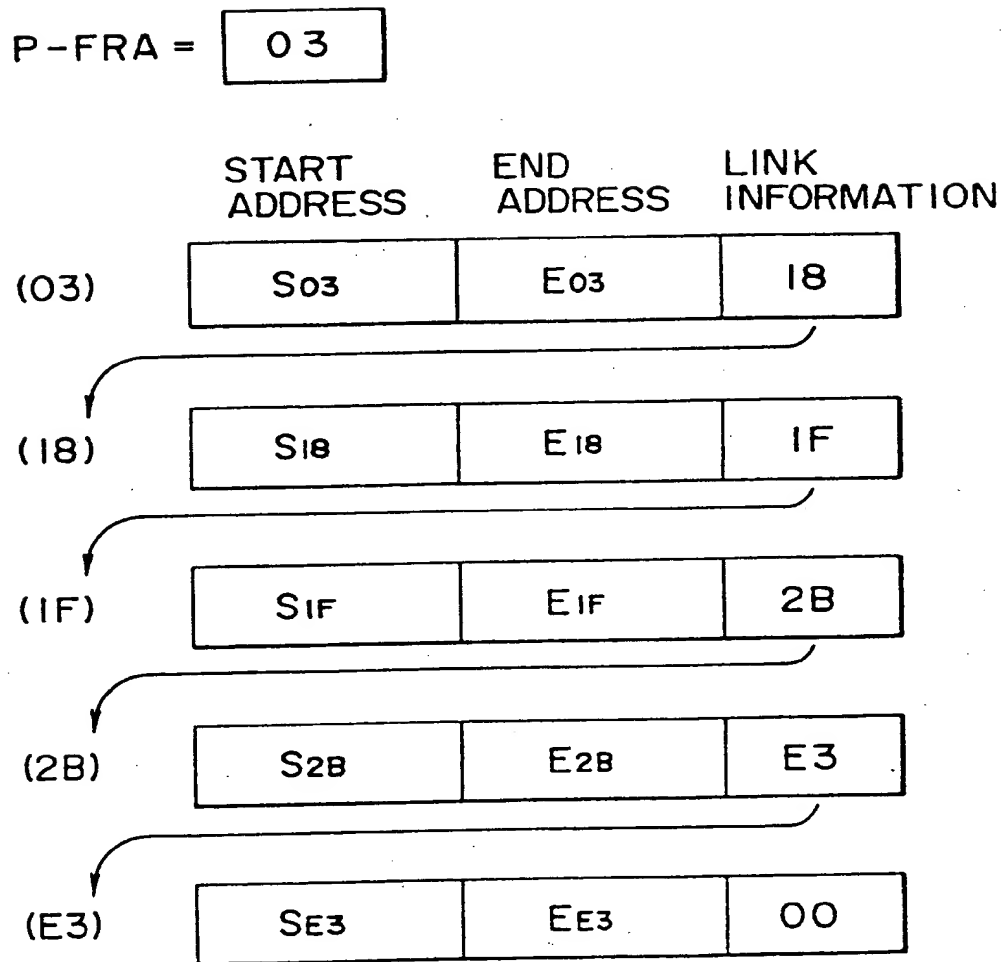 P-FRA = 03
START ADDRESS END ADDRESS LINK INFORMATION
(03) S03 E03 18
(18) S18 E18 1F
(1F) S1F E1F 2B
(2B) S2B E2B E3
(E3) SE3 EE3 00